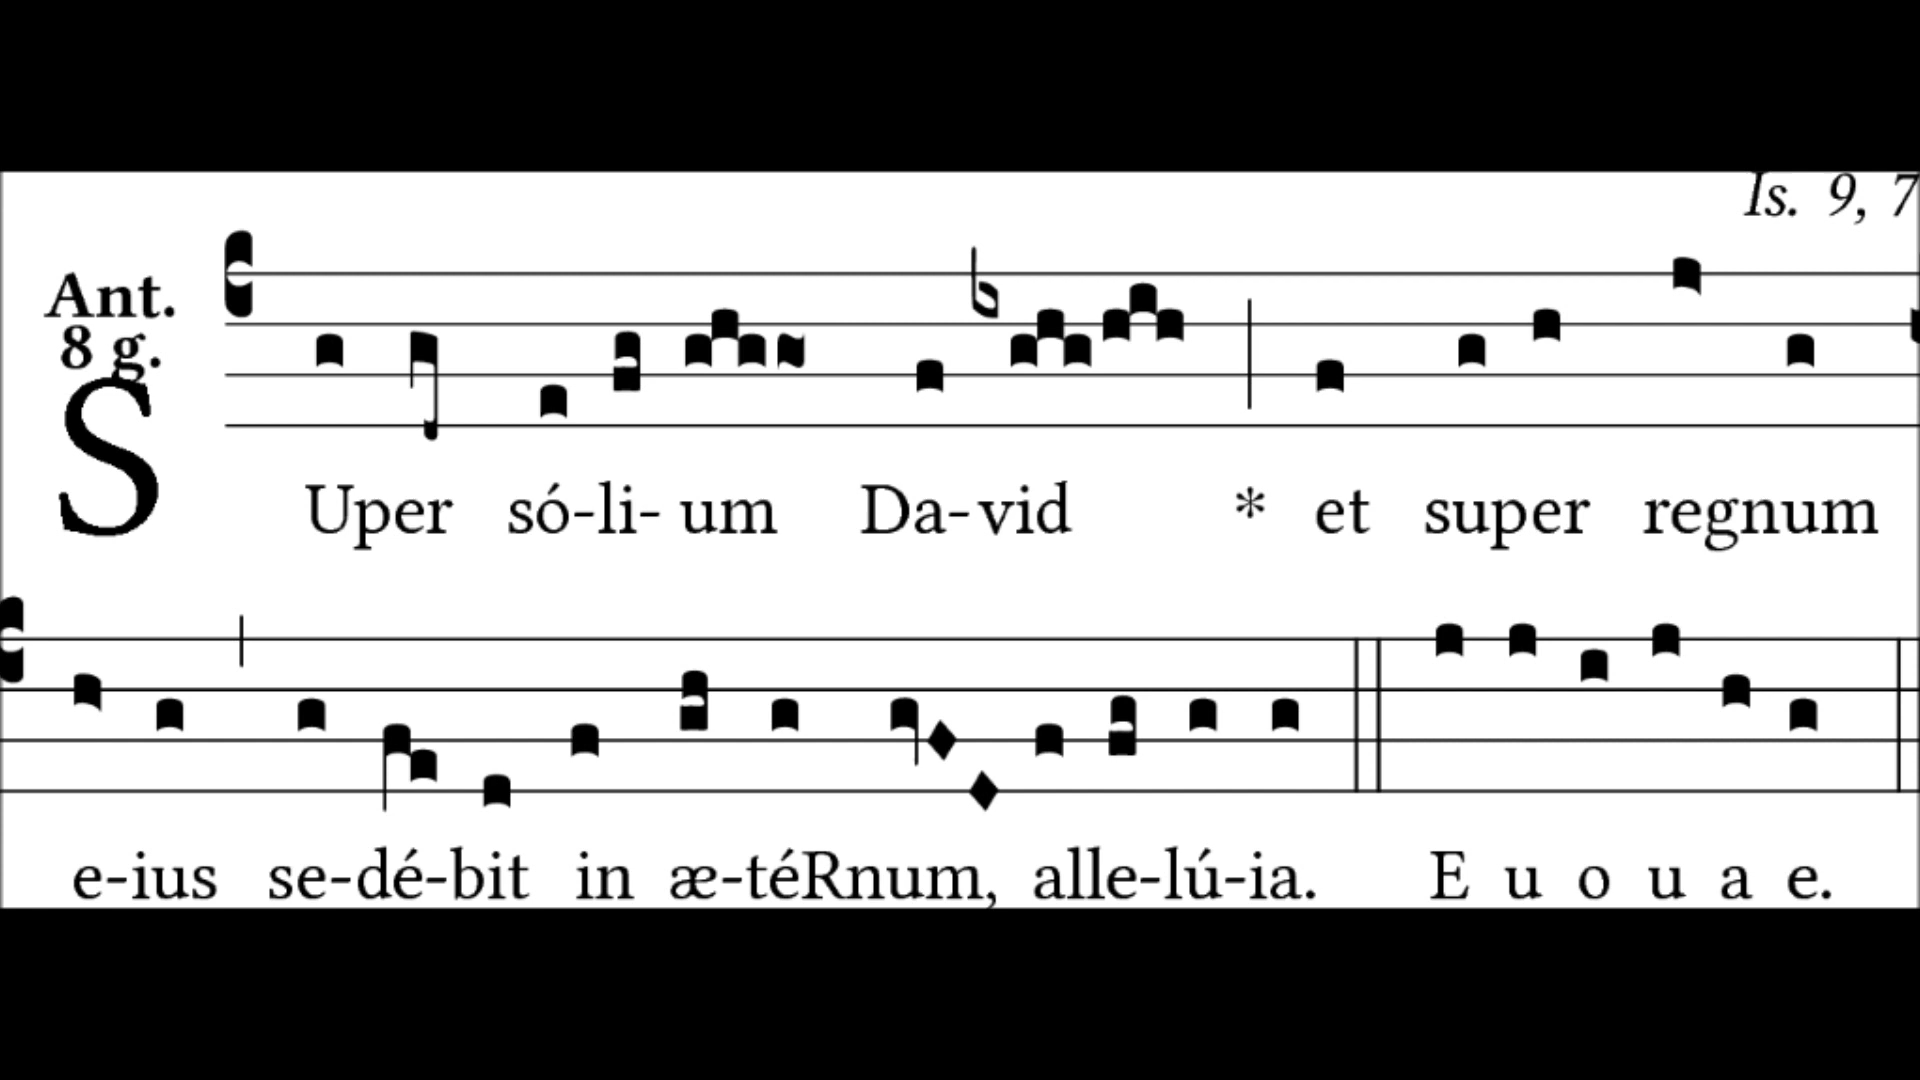 Is. 9, 7
Ant.
8 g.
SUper só-li-um Da-vid * et super regnum
e-ius se-dé-bit in æ-téRnum, alle-lú-ia. E u o u a e.